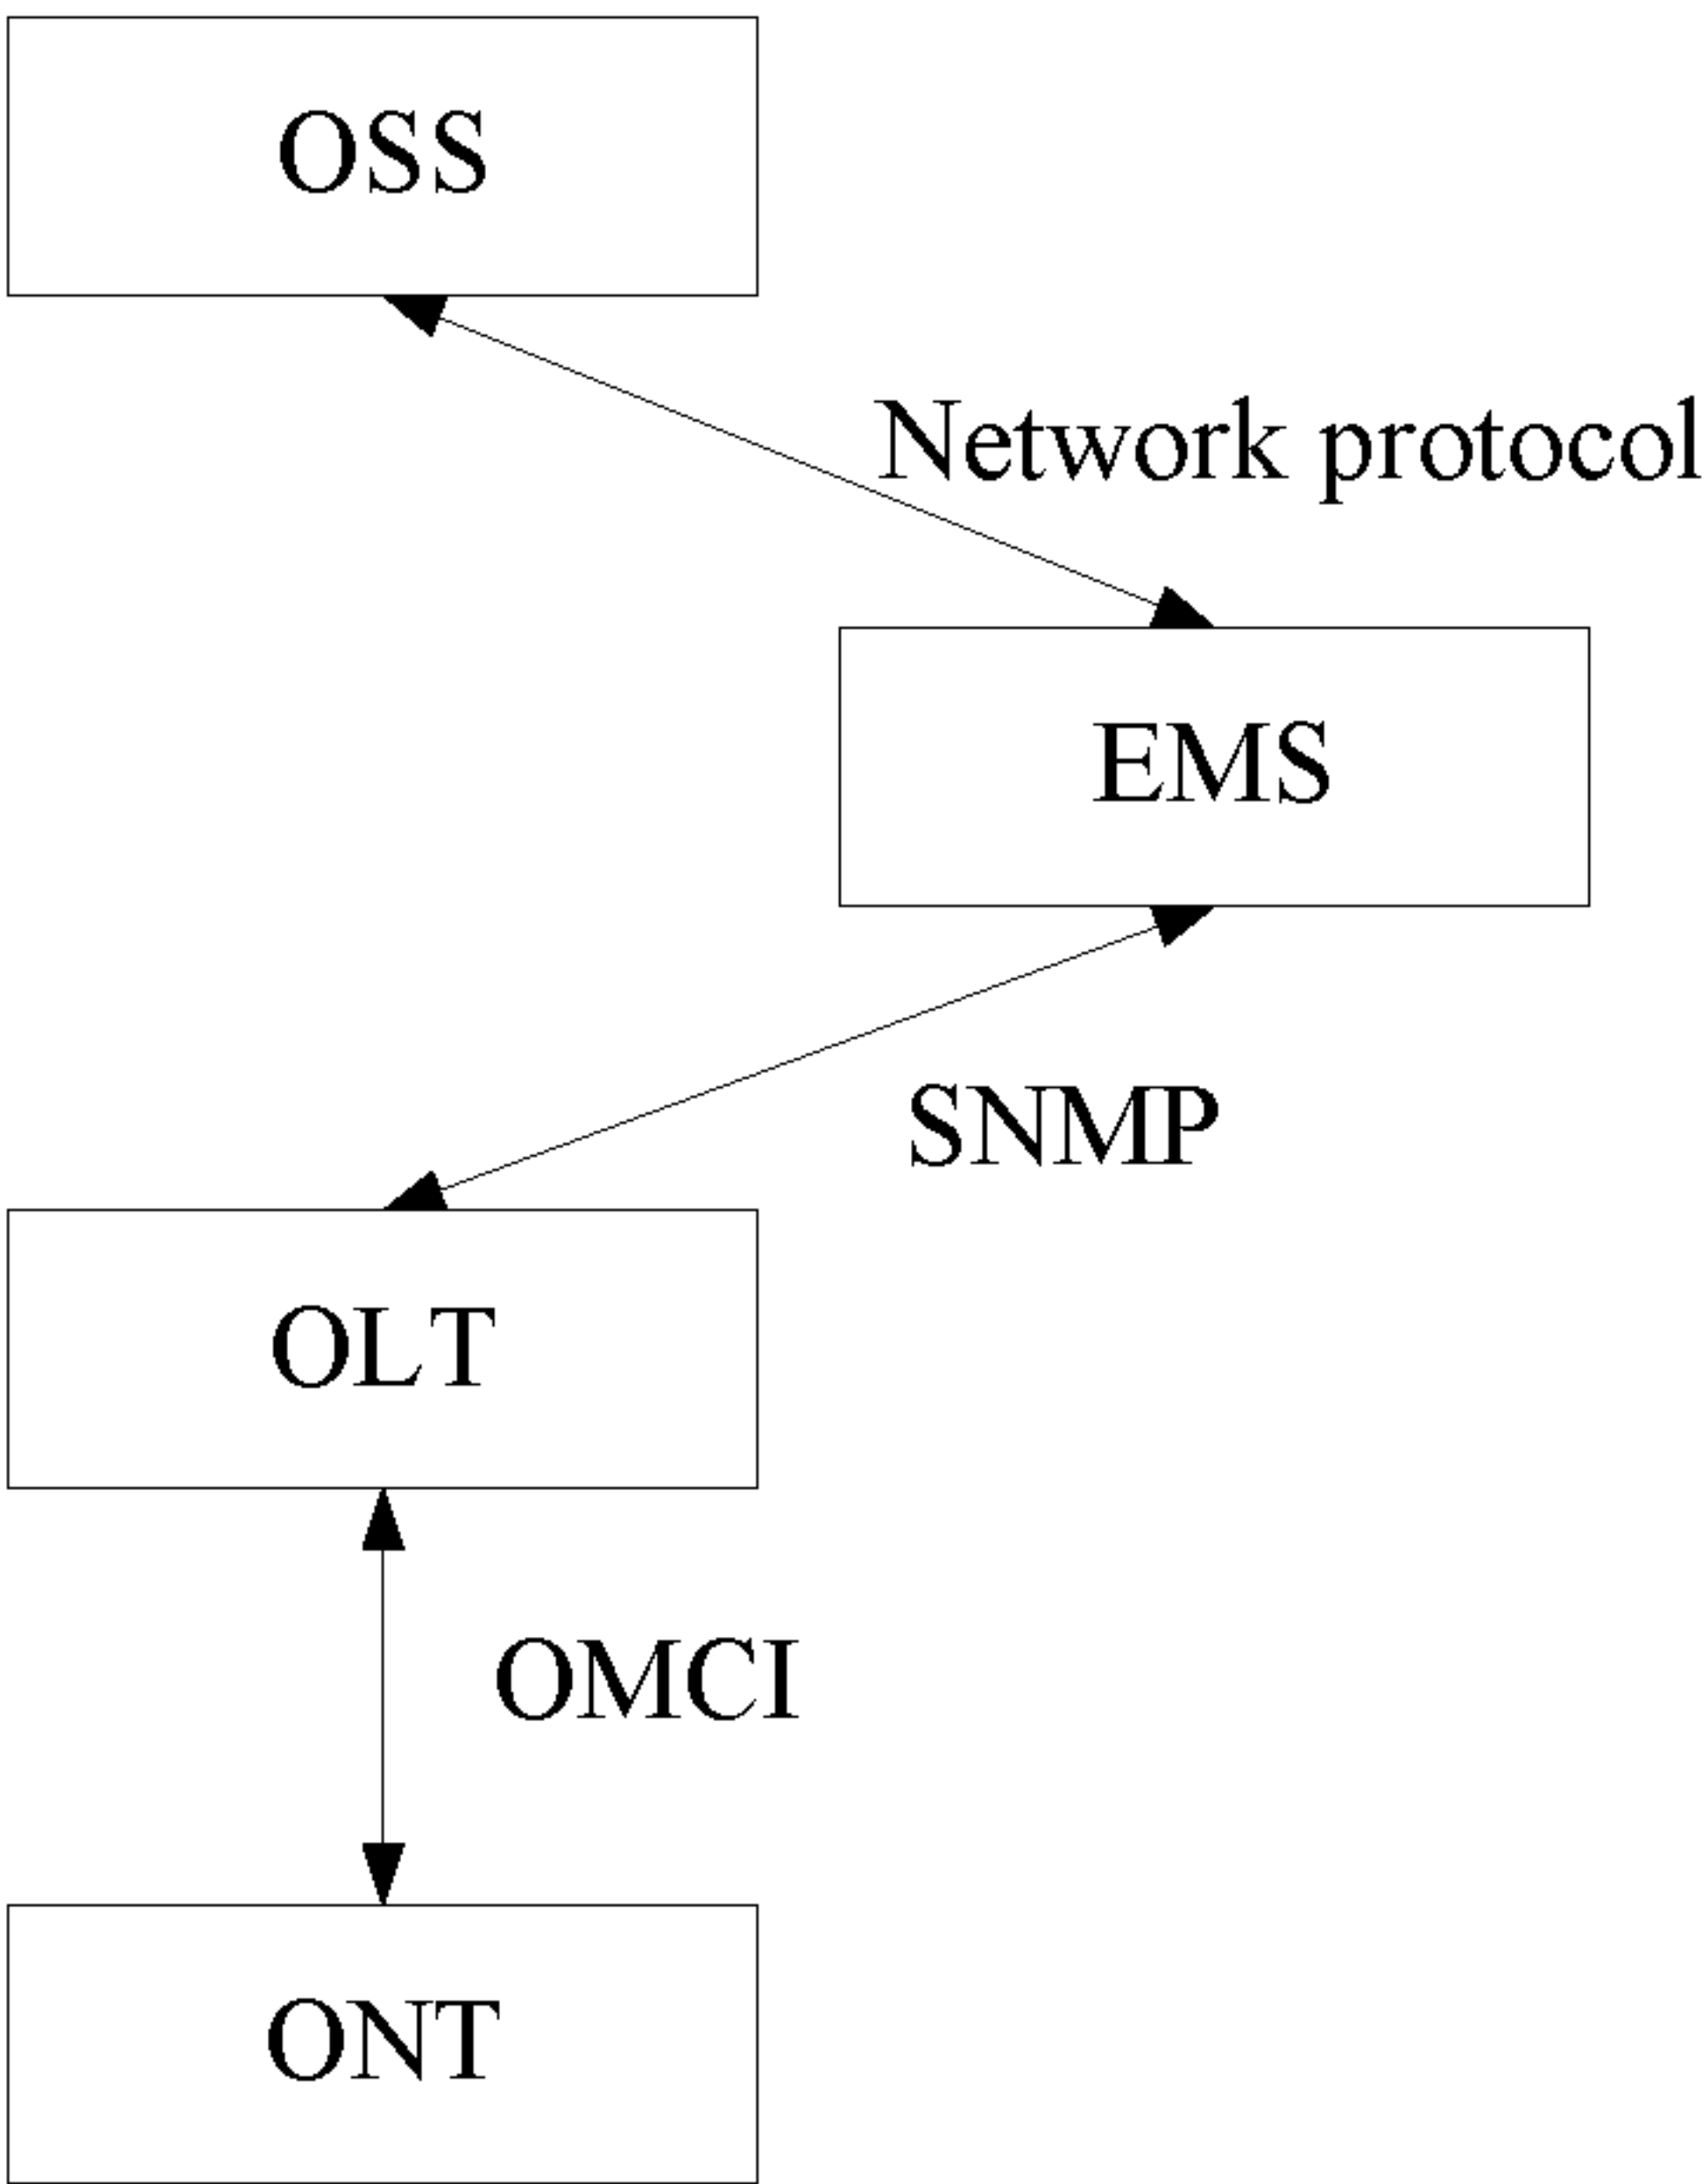 OSS
Network protocol
EMS
SNMP
OLT
OMCI
ONT